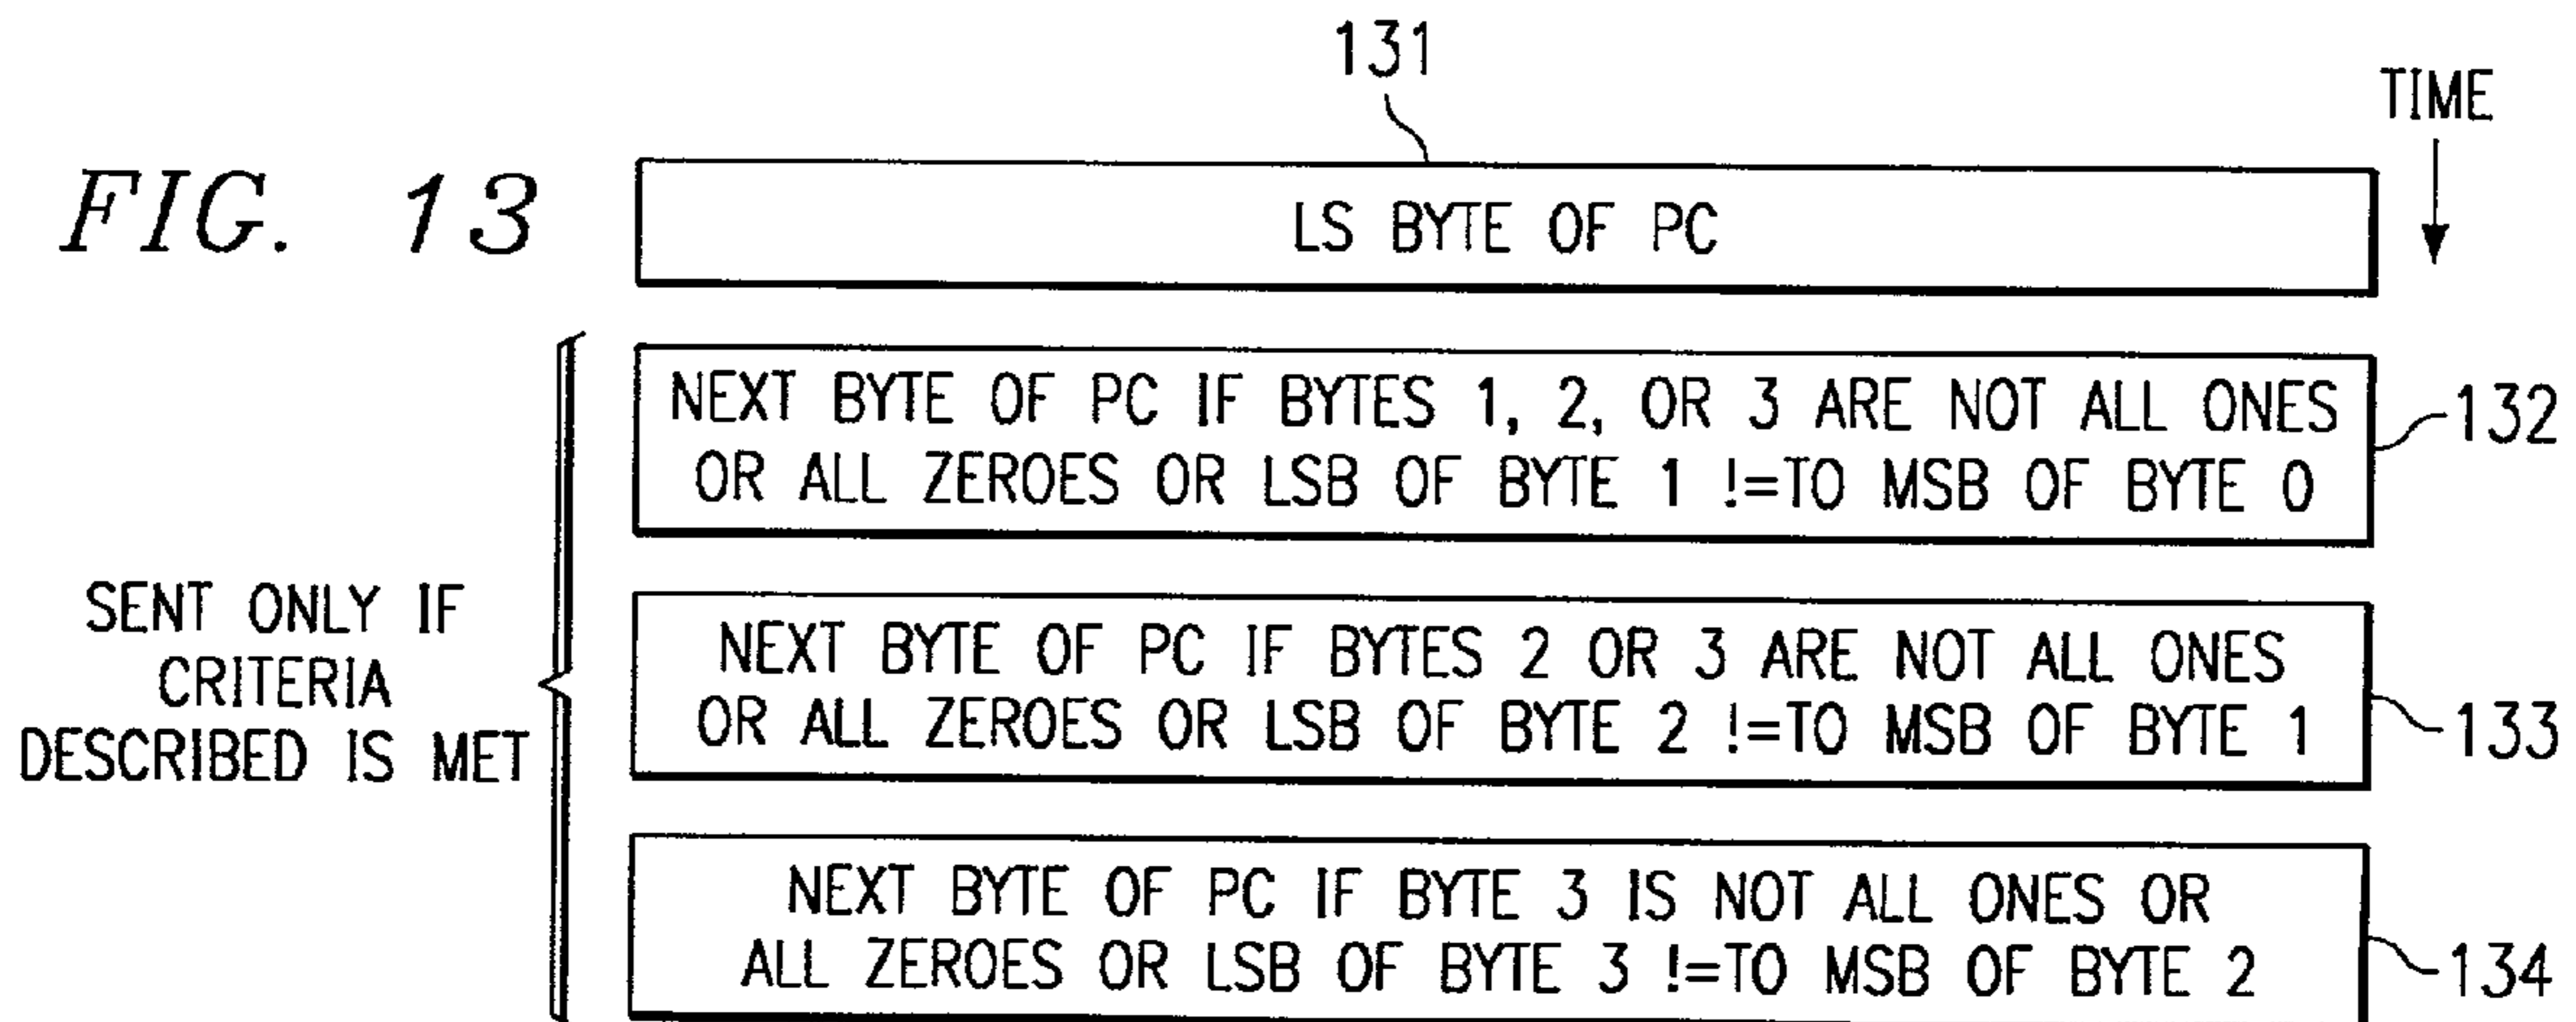 131
TIME
FIG. 13
LS BYTE OF PC
NEXT BYTE OF PC IF BYTES 1, 2, OR 3 ARE NOT ALL ONES
OR ALL ZEROES OR LSB OF BYTE 1 !=TO MSB OF BYTE 0
132
SENT ONLY IF
CRITERIA
DESCRIBED IS MET
NEXT BYTE OF PC IF BYTES 2 OR 3 ARE NOT ALL ONES
OR ALL ZEROES OR LSB OF BYTE 2 !=TO MSB OF BYTE 1
133
NEXT BYTE OF PC IF BYTE 3 IS NOT ALL ONES OR
ALL ZEROES OR LSB OF BYTE 3 !=TO MSB OF BYTE 2
134